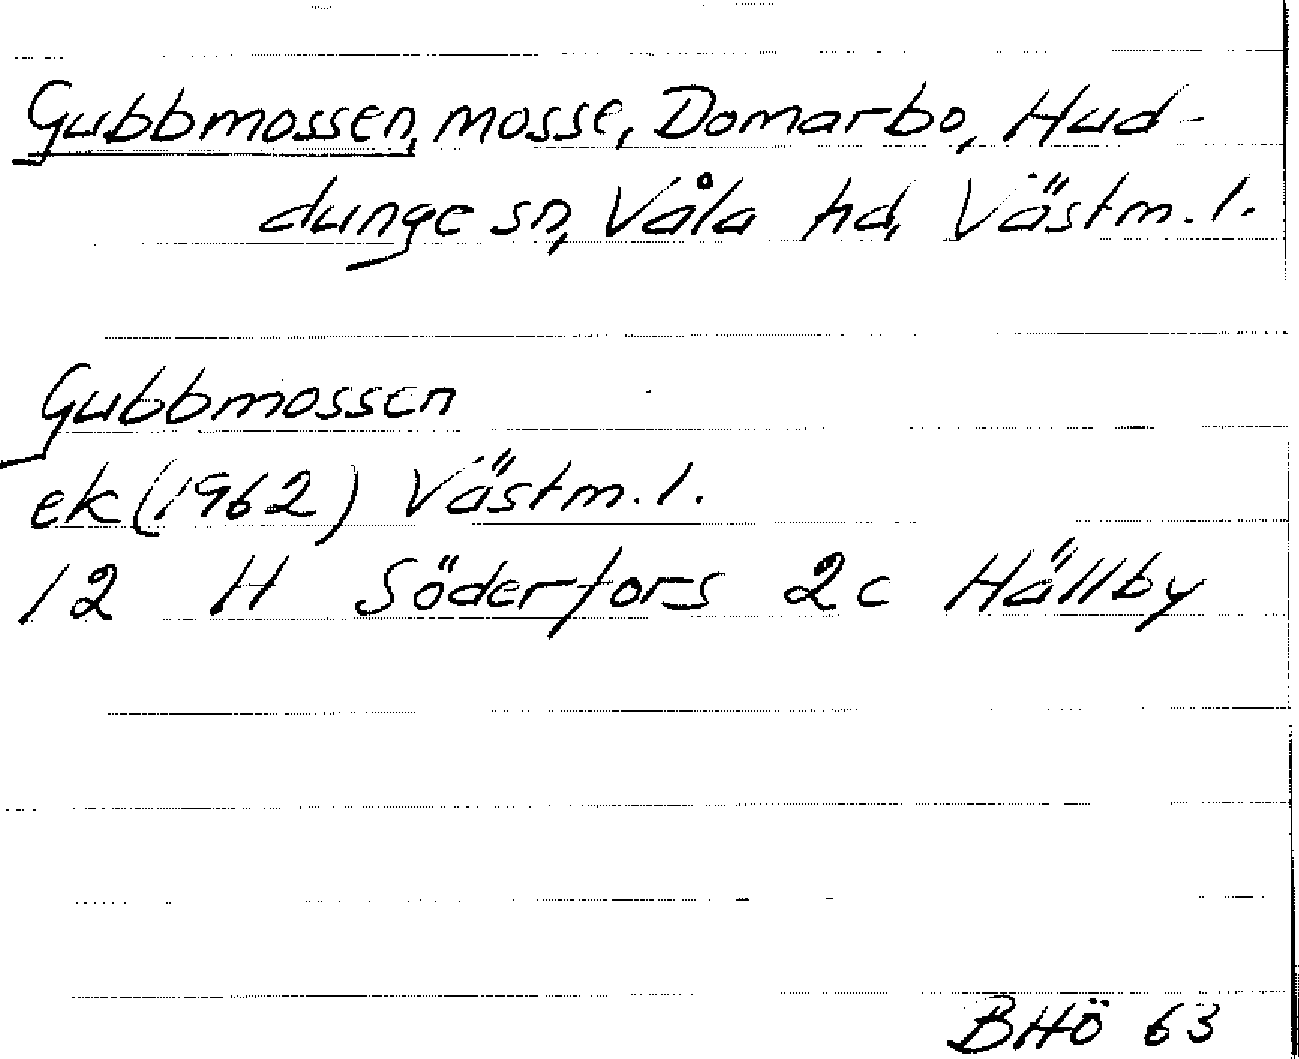 Gubbmossen, mosse, Domarbo, Hud-
dunge sn, Våla hd, Västm. l.
Gubbmossen
ek (1962) Västm. l.
12 H Söderfors 2c Hällby
BHÖ 63